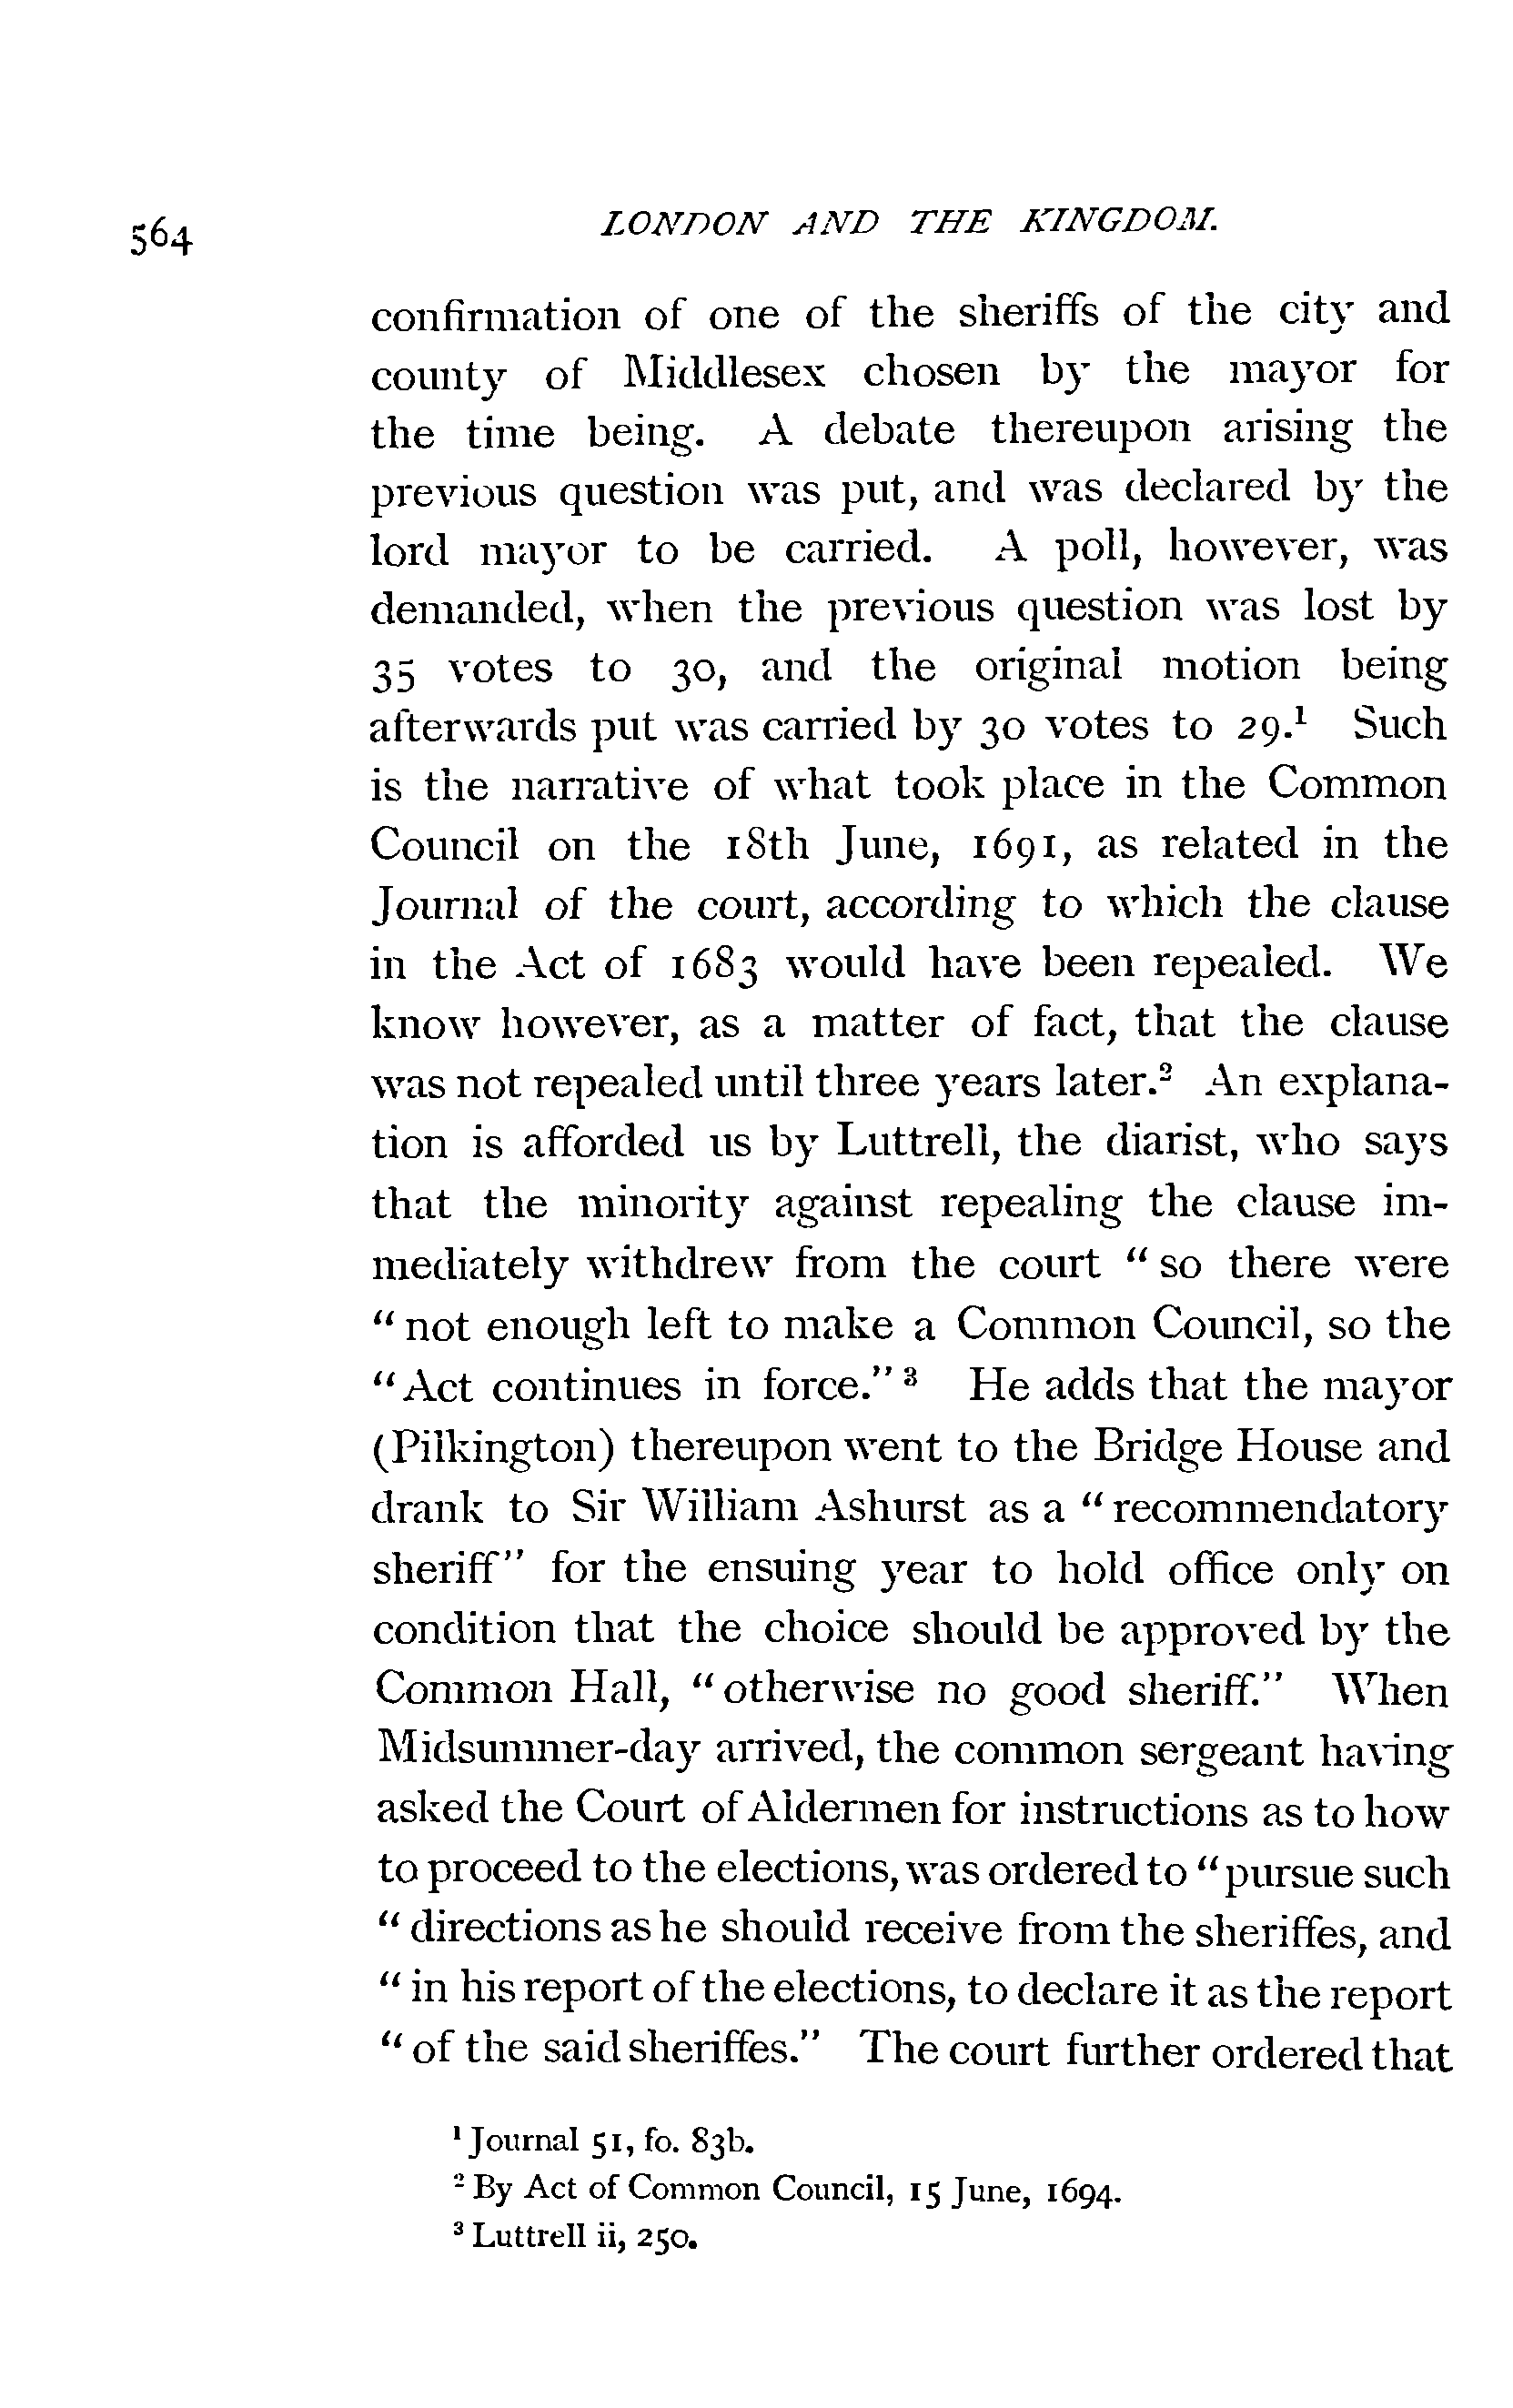 564
LONDON AND THE KINGDOM.
confirmation of one of the sheriffs of the city and
county of Middlesex chosen by the mayor for
the time being. A debate thereupon arising the
previous question was put, and was declared by the
lord mayor to be carried. A poll, however, was
demanded, when the previous question was lost by
35 votes to 30, and the original motion being
afterwards put was carried by 30 votes to 29.¹ Such
is the narrative of what took place in the Common
Council on the 18th June, 1691, as related in the
Journal of the court, according to which the clause
in the Act of 1683 would have been repealed. We
know however, as a matter of fact, that the clause
was not repealed until three years later.² An explana-
tion is afforded us by Luttrell, the diarist, who says
that the minority against repealing the clause im-
mediately withdrew from the court “so there were
“not enough left to make a Common Council, so the
“Act continues in force.”³ He adds that the mayor
(Pilkington) thereupon went to the Bridge House and
drank to Sir William Ashurst as a “recommendatory
sheriff” for the ensuing year to hold office only on
condition that the choice should be approved by the
Common Hall, “otherwise no good sheriff.” When
Midsummer-day arrived, the common sergeant having
asked the Court of Aldermen for instructions as to how
to proceed to the elections, was ordered to “pursue such
“directions as he should receive from the sheriffes, and
“in his report of the elections, to declare it as the report
“of the said sheriffes.” The court further ordered that
¹ Journal 51, fo. 83b.
² By Act of Common Council, 15 June, 1694.
³ Luttrell ii, 250.